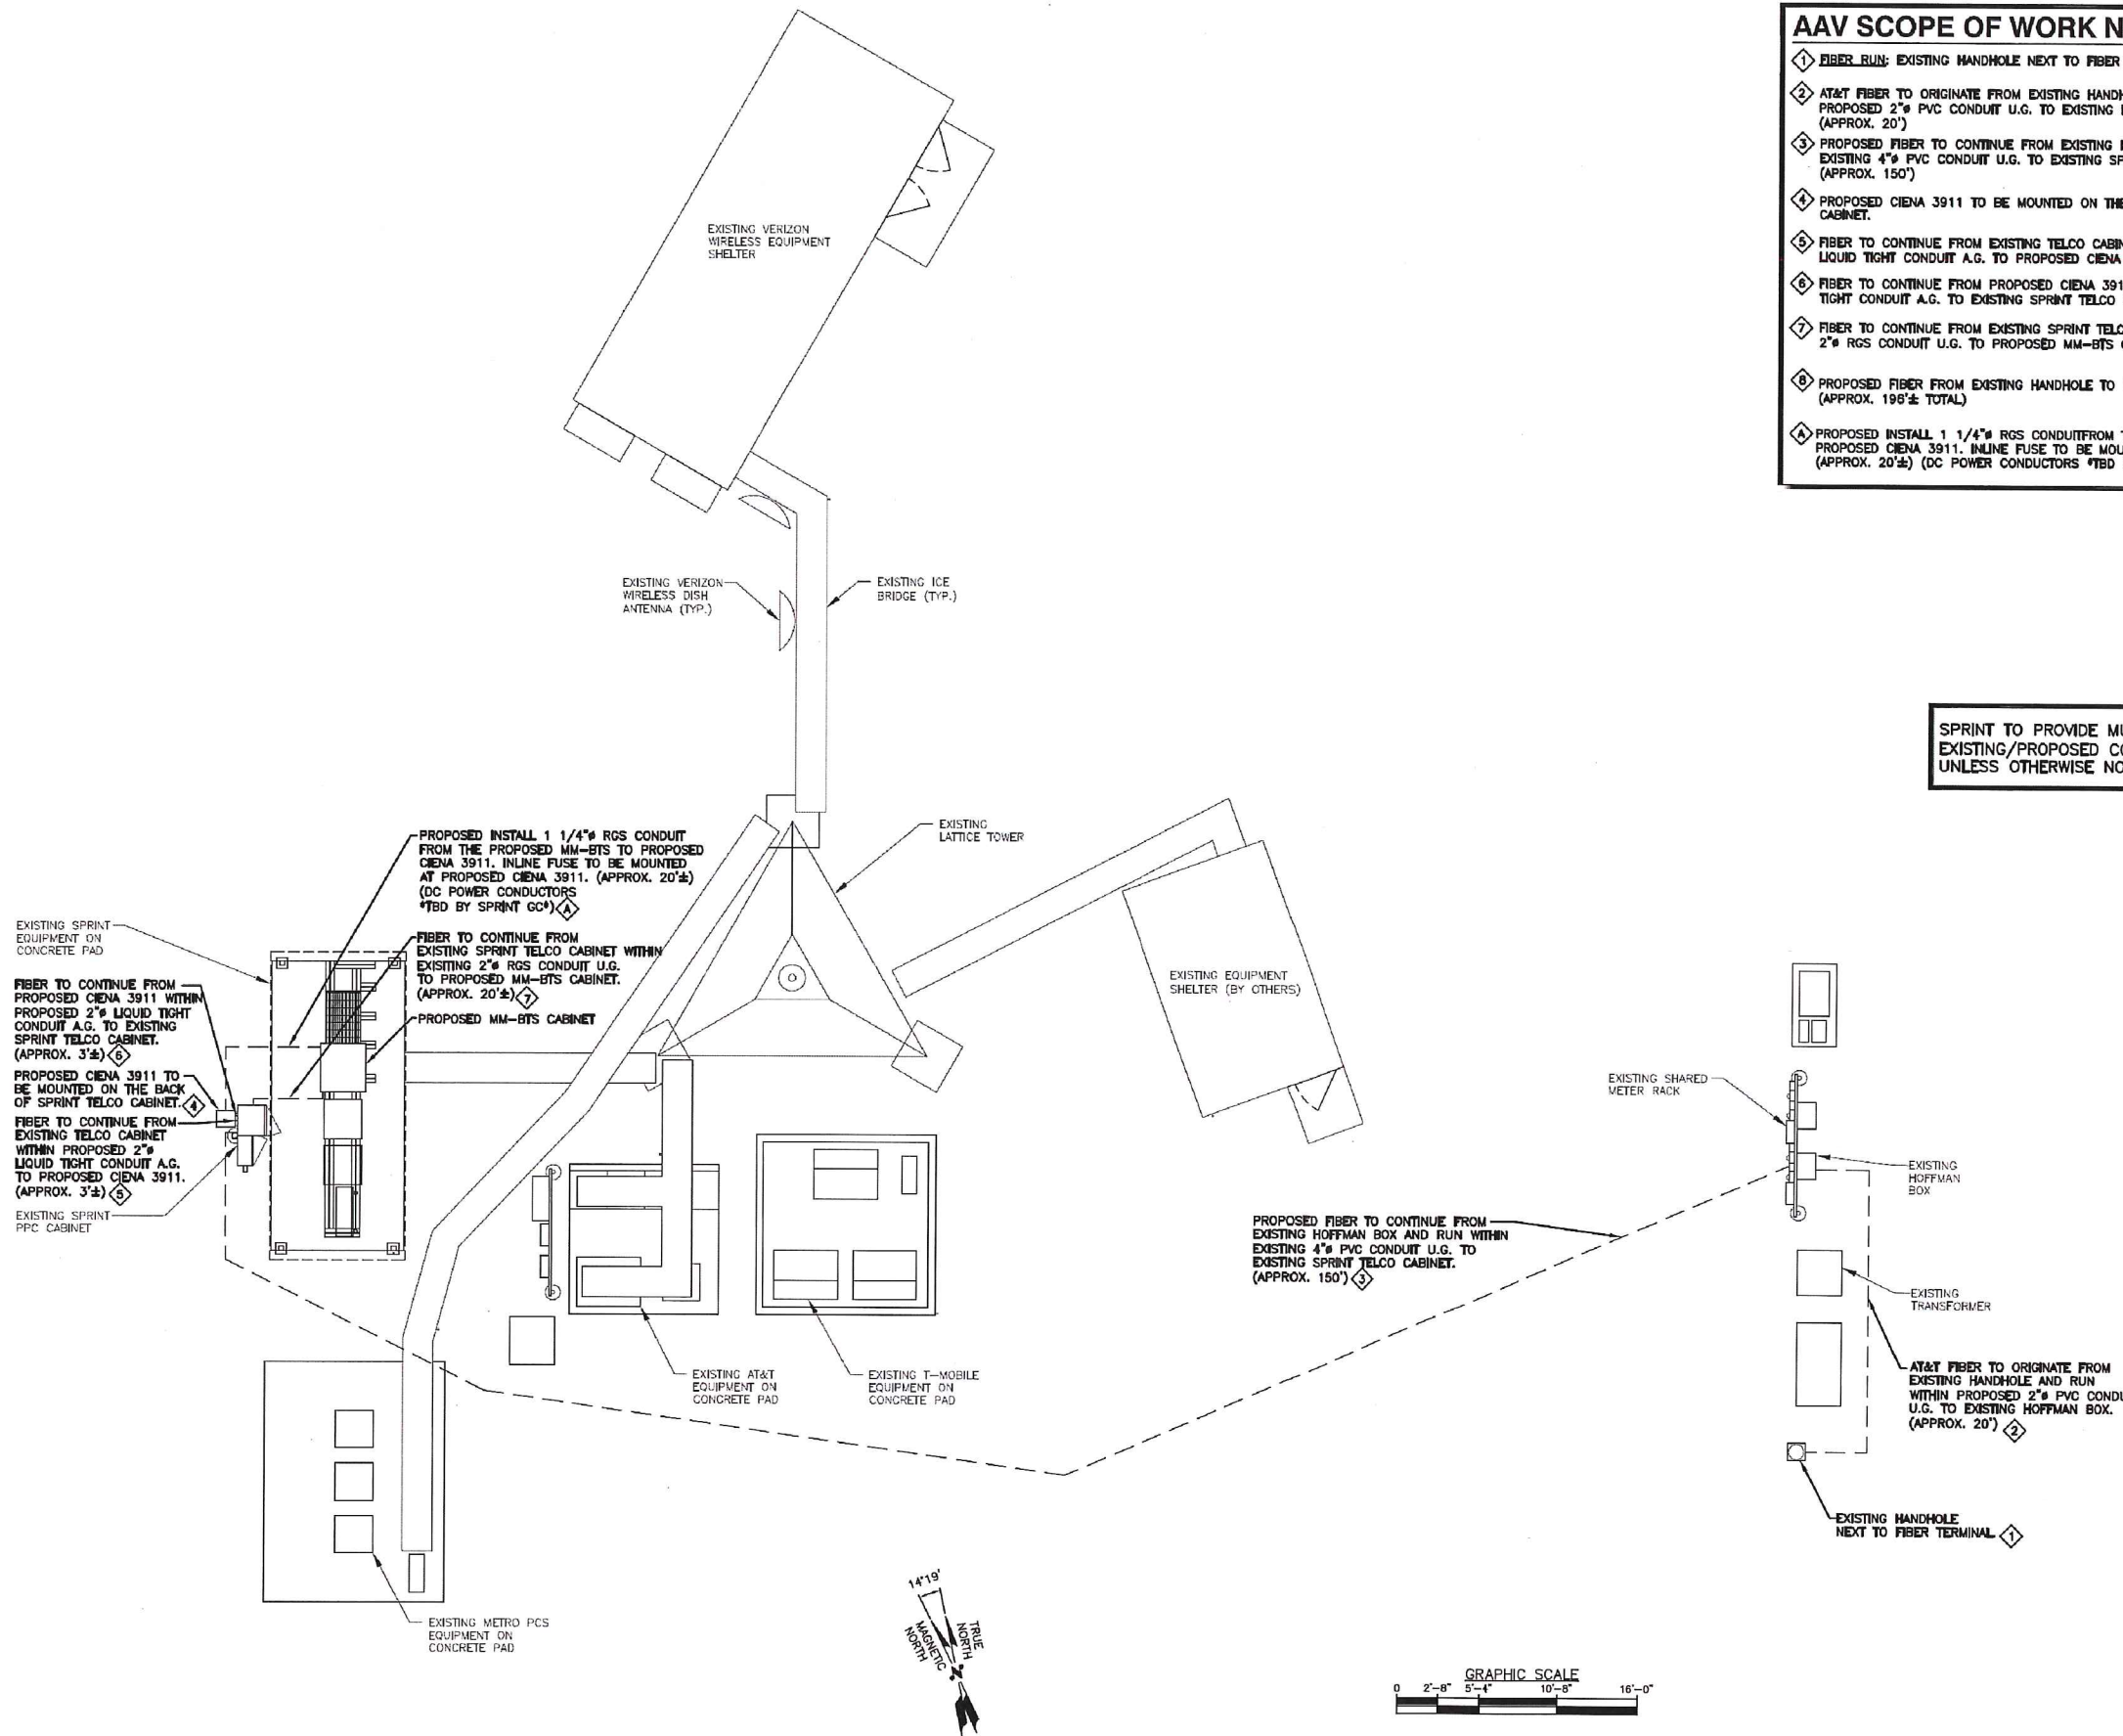 AAV SCOPE OF WORK N
1 FIBER RUN: EXISTING HANDHOLE NEXT TO FIBER
2 AT&T FIBER TO ORIGINATE FROM EXISTING HANDH
PROPOSED 2"ø PVC CONDUIT U.G. TO EXISTING
(APPROX. 20')
3 PROPOSED FIBER TO CONTINUE FROM EXISTING
EXISTING 4"ø PVC CONDUIT U.G. TO EXISTING SP
(APPROX. 150')
4 PROPOSED CIENA 3911 TO BE MOUNTED ON THE
CABINET.
5 FIBER TO CONTINUE FROM EXISTING TELCO CABIN
LIQUID TIGHT CONDUIT A.G. TO PROPOSED CIENA
6 FIBER TO CONTINUE FROM PROPOSED CIENA 391
TIGHT CONDUIT A.G. TO EXISTING SPRINT TELCO
7 FIBER TO CONTINUE FROM EXISTING SPRINT TELC
2"ø RGS CONDUIT U.G. TO PROPOSED MM-BTS
8 PROPOSED FIBER FROM EXISTING HANDHOLE TO
(APPROX. 196'± TOTAL)
A PROPOSED INSTALL 1 1/4"ø RGS CONDUITFROM
PROPOSED CIENA 3911. INLINE FUSE TO BE MOU
(APPROX. 20'±) (DC POWER CONDUCTORS *TBD
EXISTING VERIZON
WIRELESS EQUIPMENT
SHELTER
EXISTING VERIZON
WIRELESS DISH
ANTENNA (TYP.)
EXISTING ICE
BRIDGE (TYP.)
SPRINT TO PROVIDE MU
EXISTING/PROPOSED CO
UNLESS OTHERWISE NO
EXISTING
LATTICE TOWER
PROPOSED INSTALL 1 1/4"ø RGS CONDUIT
FROM THE PROPOSED MM-BTS TO PROPOSED
CIENA 3911. INLINE FUSE TO BE MOUNTED
AT PROPOSED CIENA 3911. (APPROX. 20'±)
(DC POWER CONDUCTORS
*TBD BY SPRINT GC*) A
EXISTING SPRINT
EQUIPMENT ON
CONCRETE PAD
FIBER TO CONTINUE FROM
EXISTING SPRINT TELCO CABINET WITHIN
EXISITING 2"ø RGS CONDUIT U.G.
TO PROPOSED MM-BTS CABINET.
(APPROX. 20'±) 7
PROPOSED MM-BTS CABINET
FIBER TO CONTINUE FROM
PROPOSED CIENA 3911 WITHIN
PROPOSED 2"ø LIQUID TIGHT
CONDUIT A.G. TO EXISTING
SPRINT TELCO CABINET.
(APPROX. 3'±) 6
PROPOSED CIENA 3911 TO
BE MOUNTED ON THE BACK
OF SPRINT TELCO CABINET. 4
FIBER TO CONTINUE FROM
EXISTING TELCO CABINET
WITHIN PROPOSED 2"ø
LIQUID TIGHT CONDUIT A.G.
TO PROPOSED CIENA 3911.
(APPROX. 3'±) 5
EXISTING SPRINT
PPC CABINET
EXISTING EQUIPMENT
SHELTER (BY OTHERS)
EXISTING SHARED
METER RACK
EXISTING
HOFFMAN
BOX
PROPOSED FIBER TO CONTINUE FROM
EXISTING HOFFMAN BOX AND RUN WITHIN
EXISTING 4"ø PVC CONDUIT U.G. TO
EXISTING SPRINT TELCO CABINET.
(APPROX. 150') 3
EXISTING
TRANSFORMER
EXISTING AT&T
EQUIPMENT ON
CONCRETE PAD
EXISTING T-MOBILE
EQUIPMENT ON
CONCRETE PAD
AT&T FIBER TO ORIGINATE FROM
EXISTING HANDHOLE AND RUN
WITHIN PROPOSED 2"ø PVC CONDU
U.G. TO EXISTING HOFFMAN BOX.
(APPROX. 20') 2
EXISTING HANDHOLE
NEXT TO FIBER TERMINAL 1
EXISTING METRO PCS
EQUIPMENT ON
CONCRETE PAD
14°19'
TRUE
NORTH
MAGNETIC
NORTH
N
GRAPHIC SCALE
0 2'-8" 5'-4" 10'-8" 16'-0"